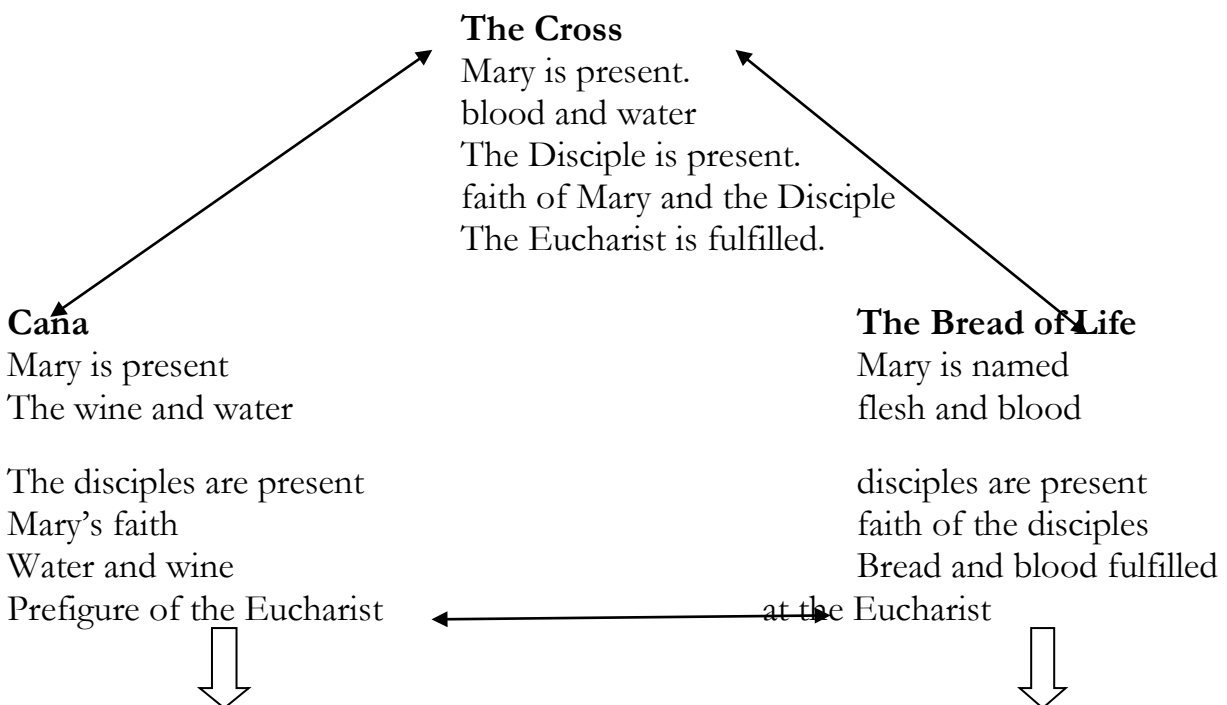 The Cross
Mary is present.
blood and water
The Disciple is present.
faith of Mary and the Disciple
The Eucharist is fulfilled.
Cana
Mary is present
The wine and water
The disciples are present
Mary’s faith
Water and wine
Prefigure of the Eucharist
The Bread of Life
Mary is named
flesh and blood
disciples are present
faith of the disciples
Bread and blood fulfilled
at the Eucharist